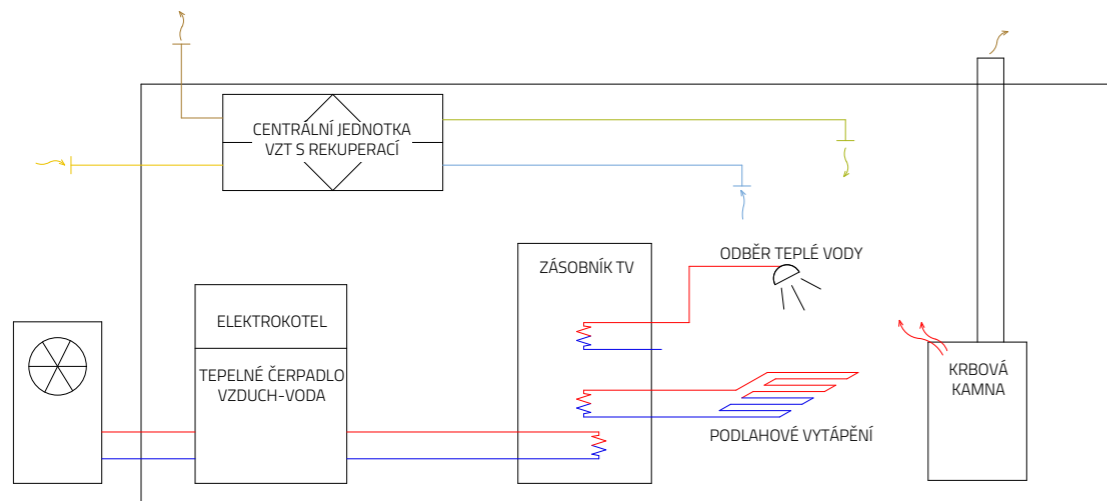 CENTRÁLNÍ JEDNOTKA
VZT S REKUPERACÍ
ODBĚR TEPLÉ VODY
ZÁSOBNÍK TV
ELEKTROKOTEL
TEPELNÉ ČERPADLO
VZDUCH-VODA
KRBOVÁ
KAMNA
PODLAHOVÉ VYTÁPĚNÍ